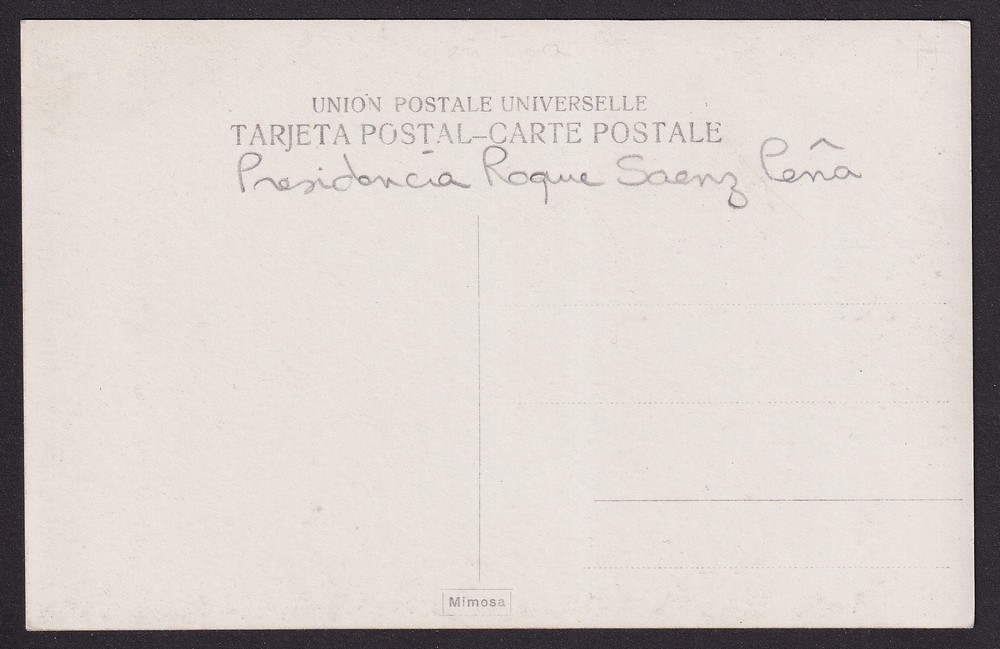 UNION POSTALE UNIVERSELLE
TARJETA POSTAL-CARTE POSTALE
Presidencia Roque Saenz Peña
Mimosa